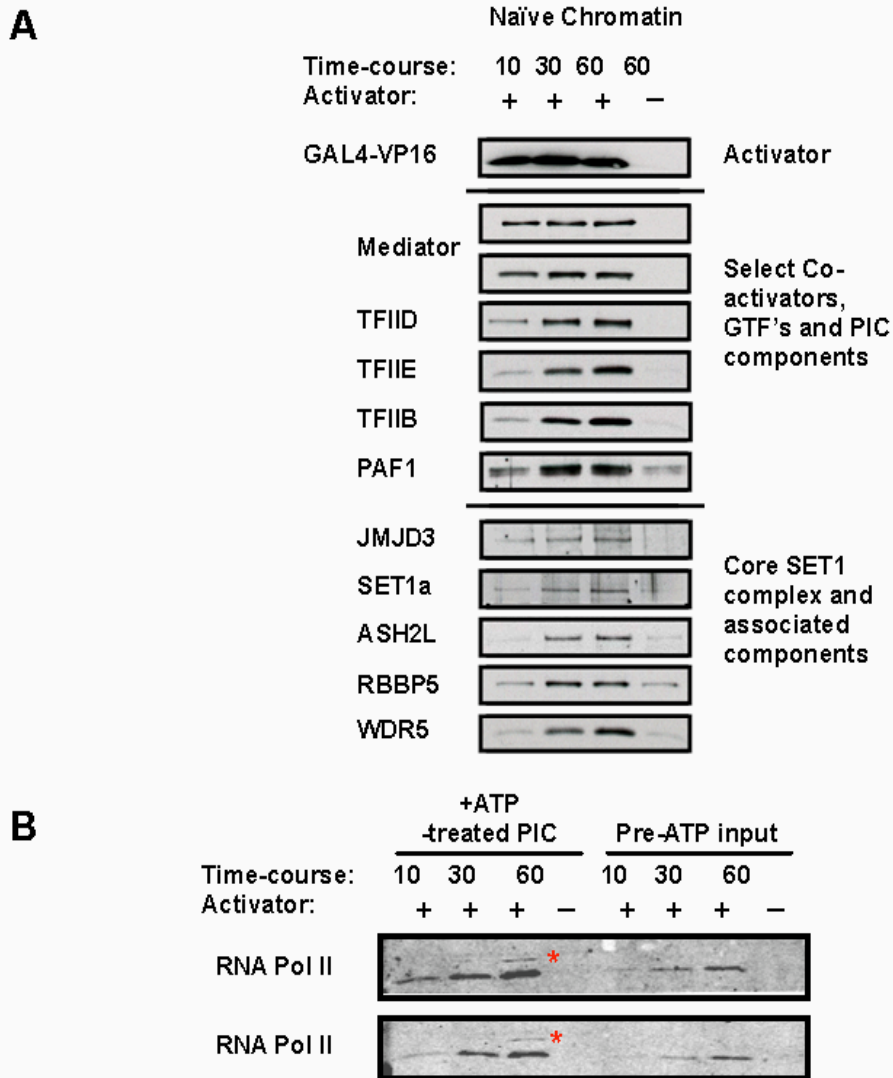 A
Naïve Chromatin
Time-course: 10 30 60 60
Activator: + + + –
GAL4-VP16
Activator
Mediator
Select Co-
activators,
GTF's and PIC
components
TFIID
TFIIE
TFIIB
PAF1
JMJD3
SET1a
ASH2L
RBBP5
WDR5
Core SET1
complex and
associated
components
B
+ATP
-treated PIC
Pre-ATP input
Time-course: 10 30 60 10 30 60
Activator: + + + – + + + –
RNA Pol II
*
RNA Pol II
*